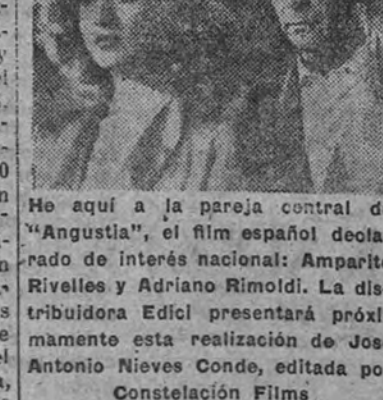 He aquí a la pareja central d
"Angustia", el film español decla-
rado de interés nacional: Amparit
Rivelles y Adriano Rimoldi. La dis
tribuidora Edici presentará próxi
mamente esta realización de Jos
Antonio Nieves Conde, editada po
Constelación Films